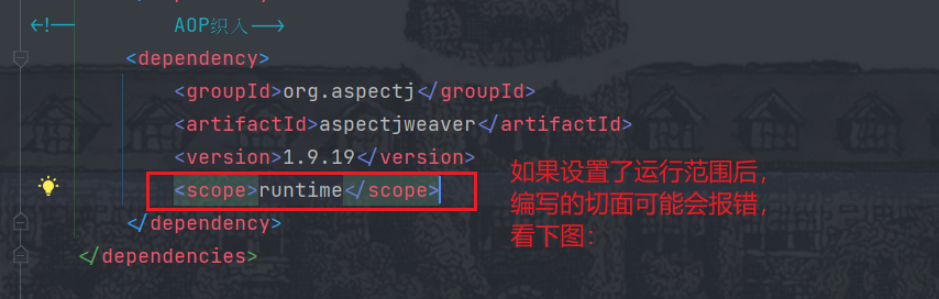 <!--        AOP织入-->
<dependency>
<groupId>org.aspectj</groupId>
<artifactId>aspectjweaver</artifactId>
<version>1.9.19</version>
<scope>runtime</scope>
</dependency>
</dependencies>
如果设置了运行范围后，
编写的切面可能会报错，
看下图：